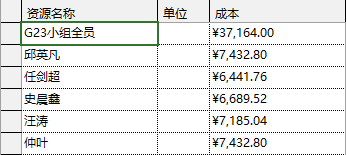 资源名称 单位 成本
G23小组全员 ¥37,164.00
邱英凡 ¥7,432.80
任剑超 ¥6,441.76
史晨鑫 ¥6,689.52
汪涛 ¥7,185.04
仲叶 ¥7,432.80